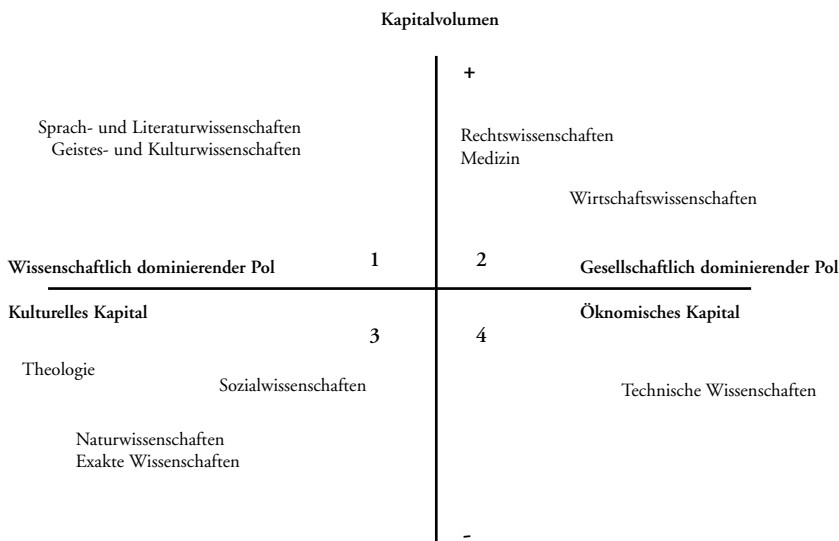 Kapitalvolumen
+
Sprach- und Literaturwissenschaften
Geistes- und Kulturwissenschaften
Rechtswissenschaften
Medizin
Wirtschaftswissenschaften
Wissenschaftlich dominierender Pol
1
2
Gesellschaftlich dominierender Pol
Kulturelles Kapital
Öknomisches Kapital
3
4
Theologie
Sozialwissenschaften
Technische Wissenschaften
Naturwissenschaften
Exakte Wissenschaften
-